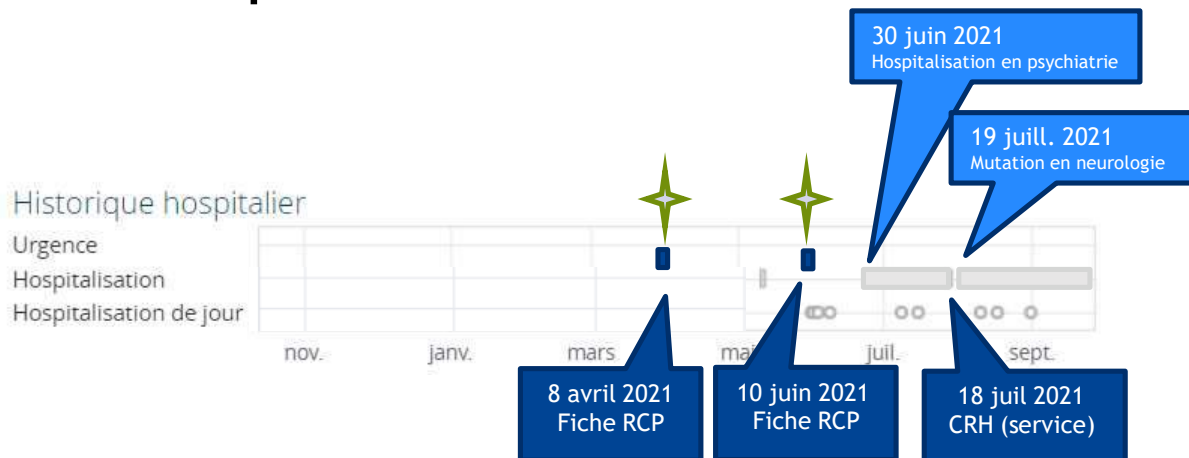 30 juin 2021
Hospitalisation en psychiatrie
19 juill. 2021
Mutation en neurologie
Historique hospitalier
Urgence
Hospitalisation
Hospitalisation de jour
nov.
janv.
mars
juil.
sept.
8 avril 2021
Fiche RCP
10 juin 2021
Fiche RCP
18 juil 2021
CRH (service)